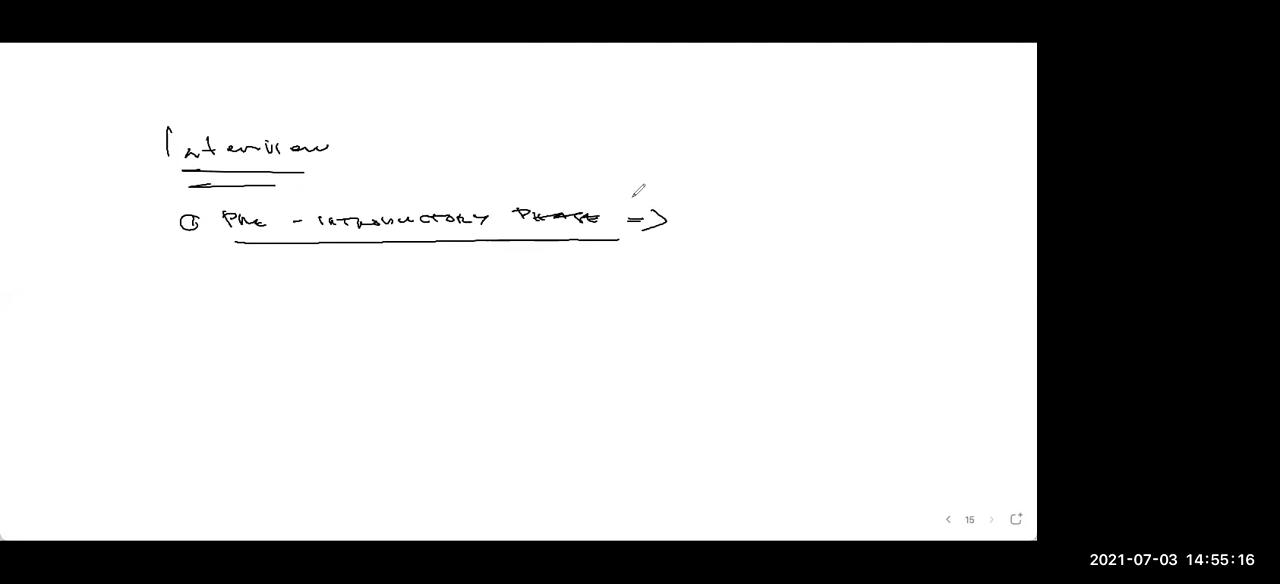 Interview
① PRE - INTRODUCTORY PHASE =>
15
2021-07-03 14:55:16